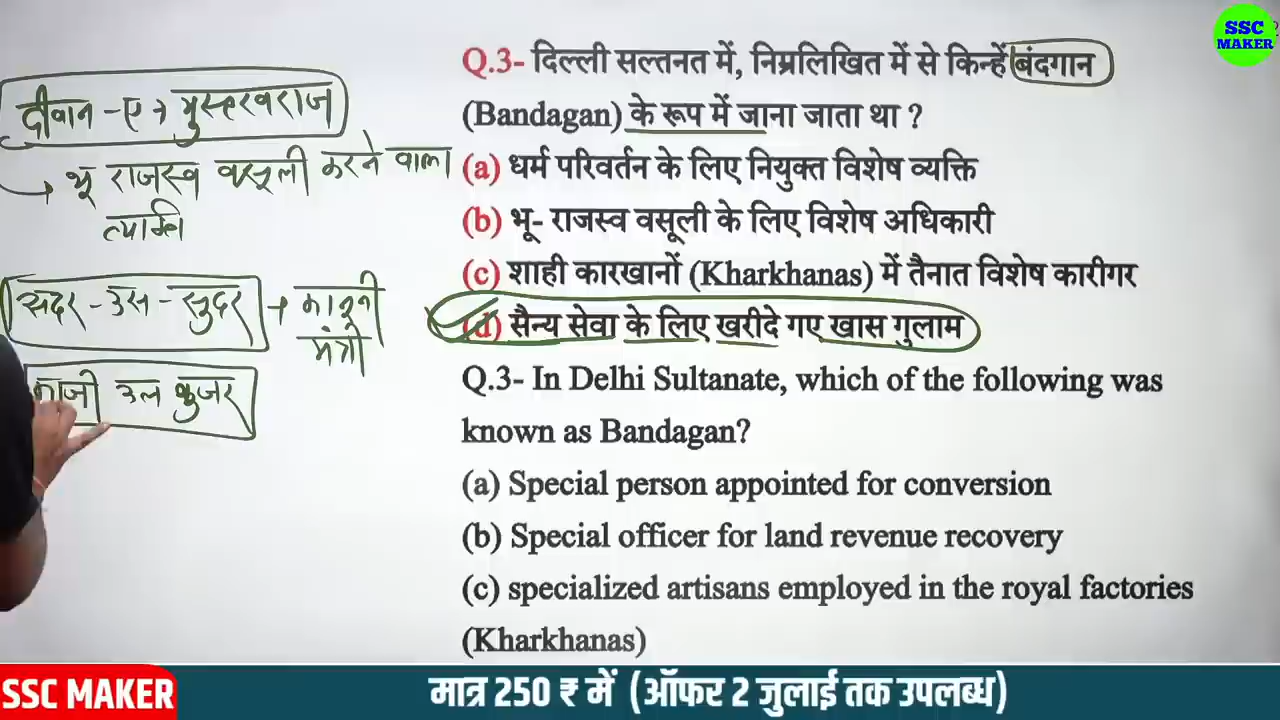 SSC
MAKER
Q.3- दिल्ली सल्तनत में, निम्नलिखित में से किन्हें बंदगान
(Bandagan) के रूप में जाना जाता था ?
(a) धर्म परिवर्तन के लिए नियुक्त विशेष व्यक्ति
(b) भू- राजस्व वसूली के लिए विशेष अधिकारी
(c) शाही कारखानों (Kharkhanas) में तैनात विशेष कारीगर
(d) सैन्य सेवा के लिए खरीदे गए खास गुलाम
Q.3- In Delhi Sultanate, which of the following was
known as Bandagan?
(a) Special person appointed for conversion
(b) Special officer for land revenue recovery
(c) specialized artisans employed in the royal factories
(Kharkhanas)
दीवान - ए → मुस्तखराज
→ भू राजस्व वसूली करने वाला
सदर - उस - सुदूर → कानूनी
मंत्री
काजी उल कुजर
SSC MAKER
मात्र 250 ₹ में (ऑफर 2 जुलाई तक उपलब्ध)